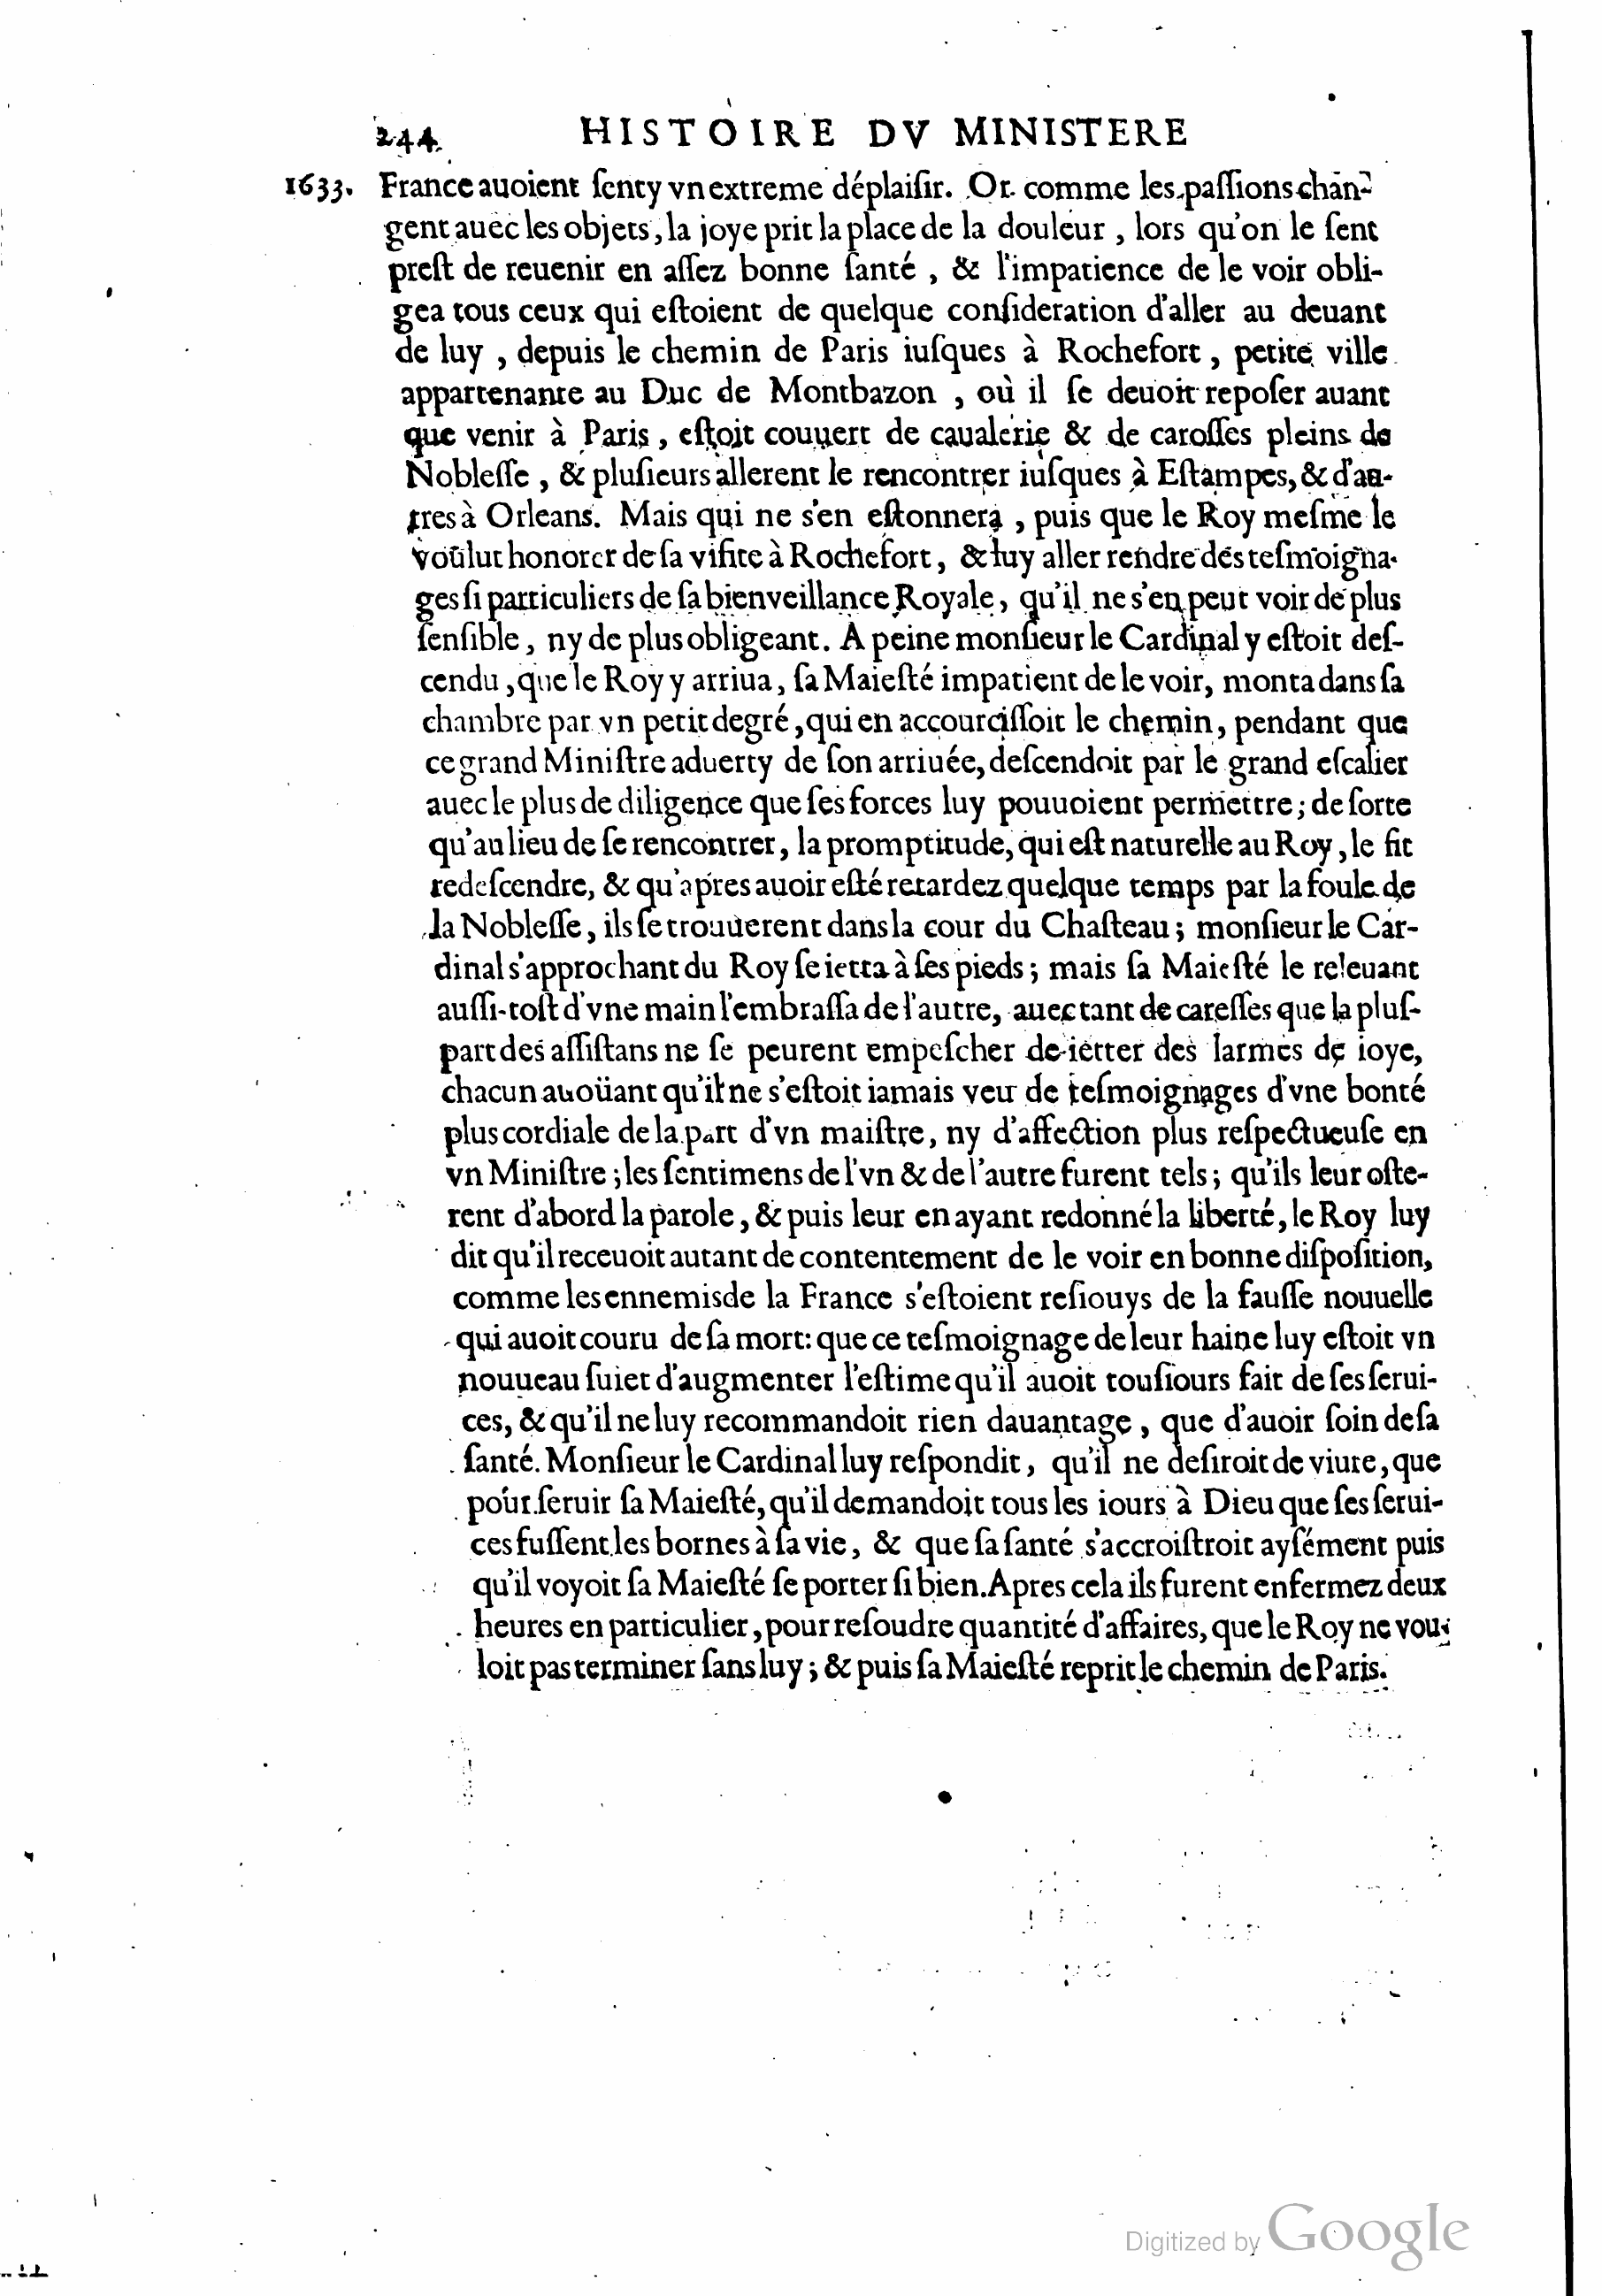 244 HISTOIRE DV MINISTERE
1633. France auoient ſenty vn extreme déplaiſir. Or comme les paſſions chan-
gent auec les objets, la joye prit la place de la douleur, lors qu'on le ſent
preſt de reuenir en aſſez bonne ſanté, & l'impatience de le voir obli-
gea tous ceux qui eſtoient de quelque conſideration d'aller au deuant
de luy, depuis le chemin de Paris iuſques à Rochefort, petite ville
appartenante au Duc de Montbazon, où il ſe deuoit repoſer auant
que venir à Paris, eſtoit couuert de caualerie & de caroſſes pleins de
Nobleſſe, & pluſieurs allerent le rencontrer iuſques à Eſtampes, & d'au-
tres à Orleans. Mais qui ne s'en eſtonnera, puis que le Roy meſme le
voulut honorer de ſa viſite à Rochefort, & luy aller rendre des teſmoigna-
ges ſi particuliers de ſa bienveillance Royale, qu'il ne s'en peut voir de plus
ſenſible, ny de plus obligeant. A peine monſieur le Cardinal y eſtoit deſ-
cendu, que le Roy y arriua, ſa Maieſté impatient de le voir, monta dans ſa
chambre par vn petit degré, qui en accourciſſoit le chemin, pendant que
ce grand Miniſtre aduerty de ſon arriuée, deſcendoit par le grand eſcalier
auec le plus de diligence que ſes forces luy pouuoient permettre; de ſorte
qu'au lieu de ſe rencontrer, la promptitude, qui eſt naturelle au Roy, le fit
redeſcendre, & qu'apres auoir eſté retardez quelque temps par la foule de
la Nobleſſe, ils ſe trouuerent dans la cour du Chaſteau; monſieur le Car-
dinal s'approchant du Roy ſe ietta à ſes pieds; mais ſa Maieſté le releuant
auſſi-toſt d'vne main l'embraſſa de l'autre, auec tant de careſſes que la pluſ-
part des aſſiſtans ne ſe peurent empeſcher de ietter des larmes de ioye,
chacun auoüant qu'il ne s'eſtoit iamais veu de teſmoignages d'vne bonté
plus cordiale de la part d'vn maiſtre, ny d'affection plus reſpectueuſe en
vn Miniſtre; les ſentimens de l'vn & de l'autre furent tels; qu'ils leur oſte-
rent d'abord la parole, & puis leur en ayant redonné la liberté, le Roy luy
dit qu'il receuoit autant de contentement de le voir en bonne diſpoſition,
comme les ennemis de la France s'eſtoient reſiouys de la fauſſe nouuelle
qui auoit couru de ſa mort: que ce teſmoignage de leur haine luy eſtoit vn
nouueau ſuiet d'augmenter l'eſtime qu'il auoit touſiours fait de ſes ſerui-
ces, & qu'il ne luy recommandoit rien dauantage, que d'auoir ſoin de ſa
ſanté. Monſieur le Cardinal luy reſpondit, qu'il ne deſiroit de viure, que
pour ſeruir ſa Maieſté, qu'il demandoit tous les iours à Dieu que ſes ſerui-
ces fuſſent les bornes à ſa vie, & que ſa ſanté s'accroiſtroit ayſément puis
qu'il voyoit ſa Maieſté ſe porter ſi bien. Apres cela ils furent enfermez deux
heures en particulier, pour reſoudre quantité d'affaires, que le Roy ne vou-
loit pas terminer ſans luy; & puis ſa Maieſté reprit le chemin de Paris.
Digitized by Google